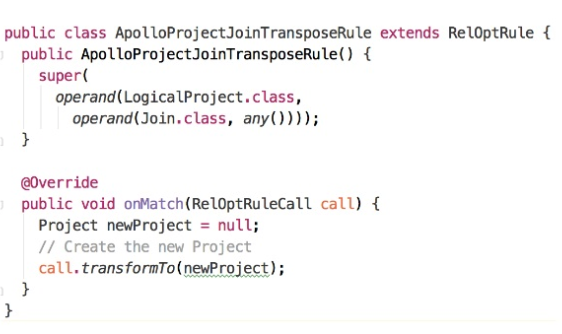 public class ApolloProjectJoinTransposeRule extends RelOptRule {
  public ApolloProjectJoinTransposeRule() {
    super(
      operand(LogicalProject.class,
        operand(Join.class, any())));
  }

  @Override
  public void onMatch(RelOptRuleCall call) {
    Project newProject = null;
    // Create the new Project
    call.transformTo(newProject);
  }
}